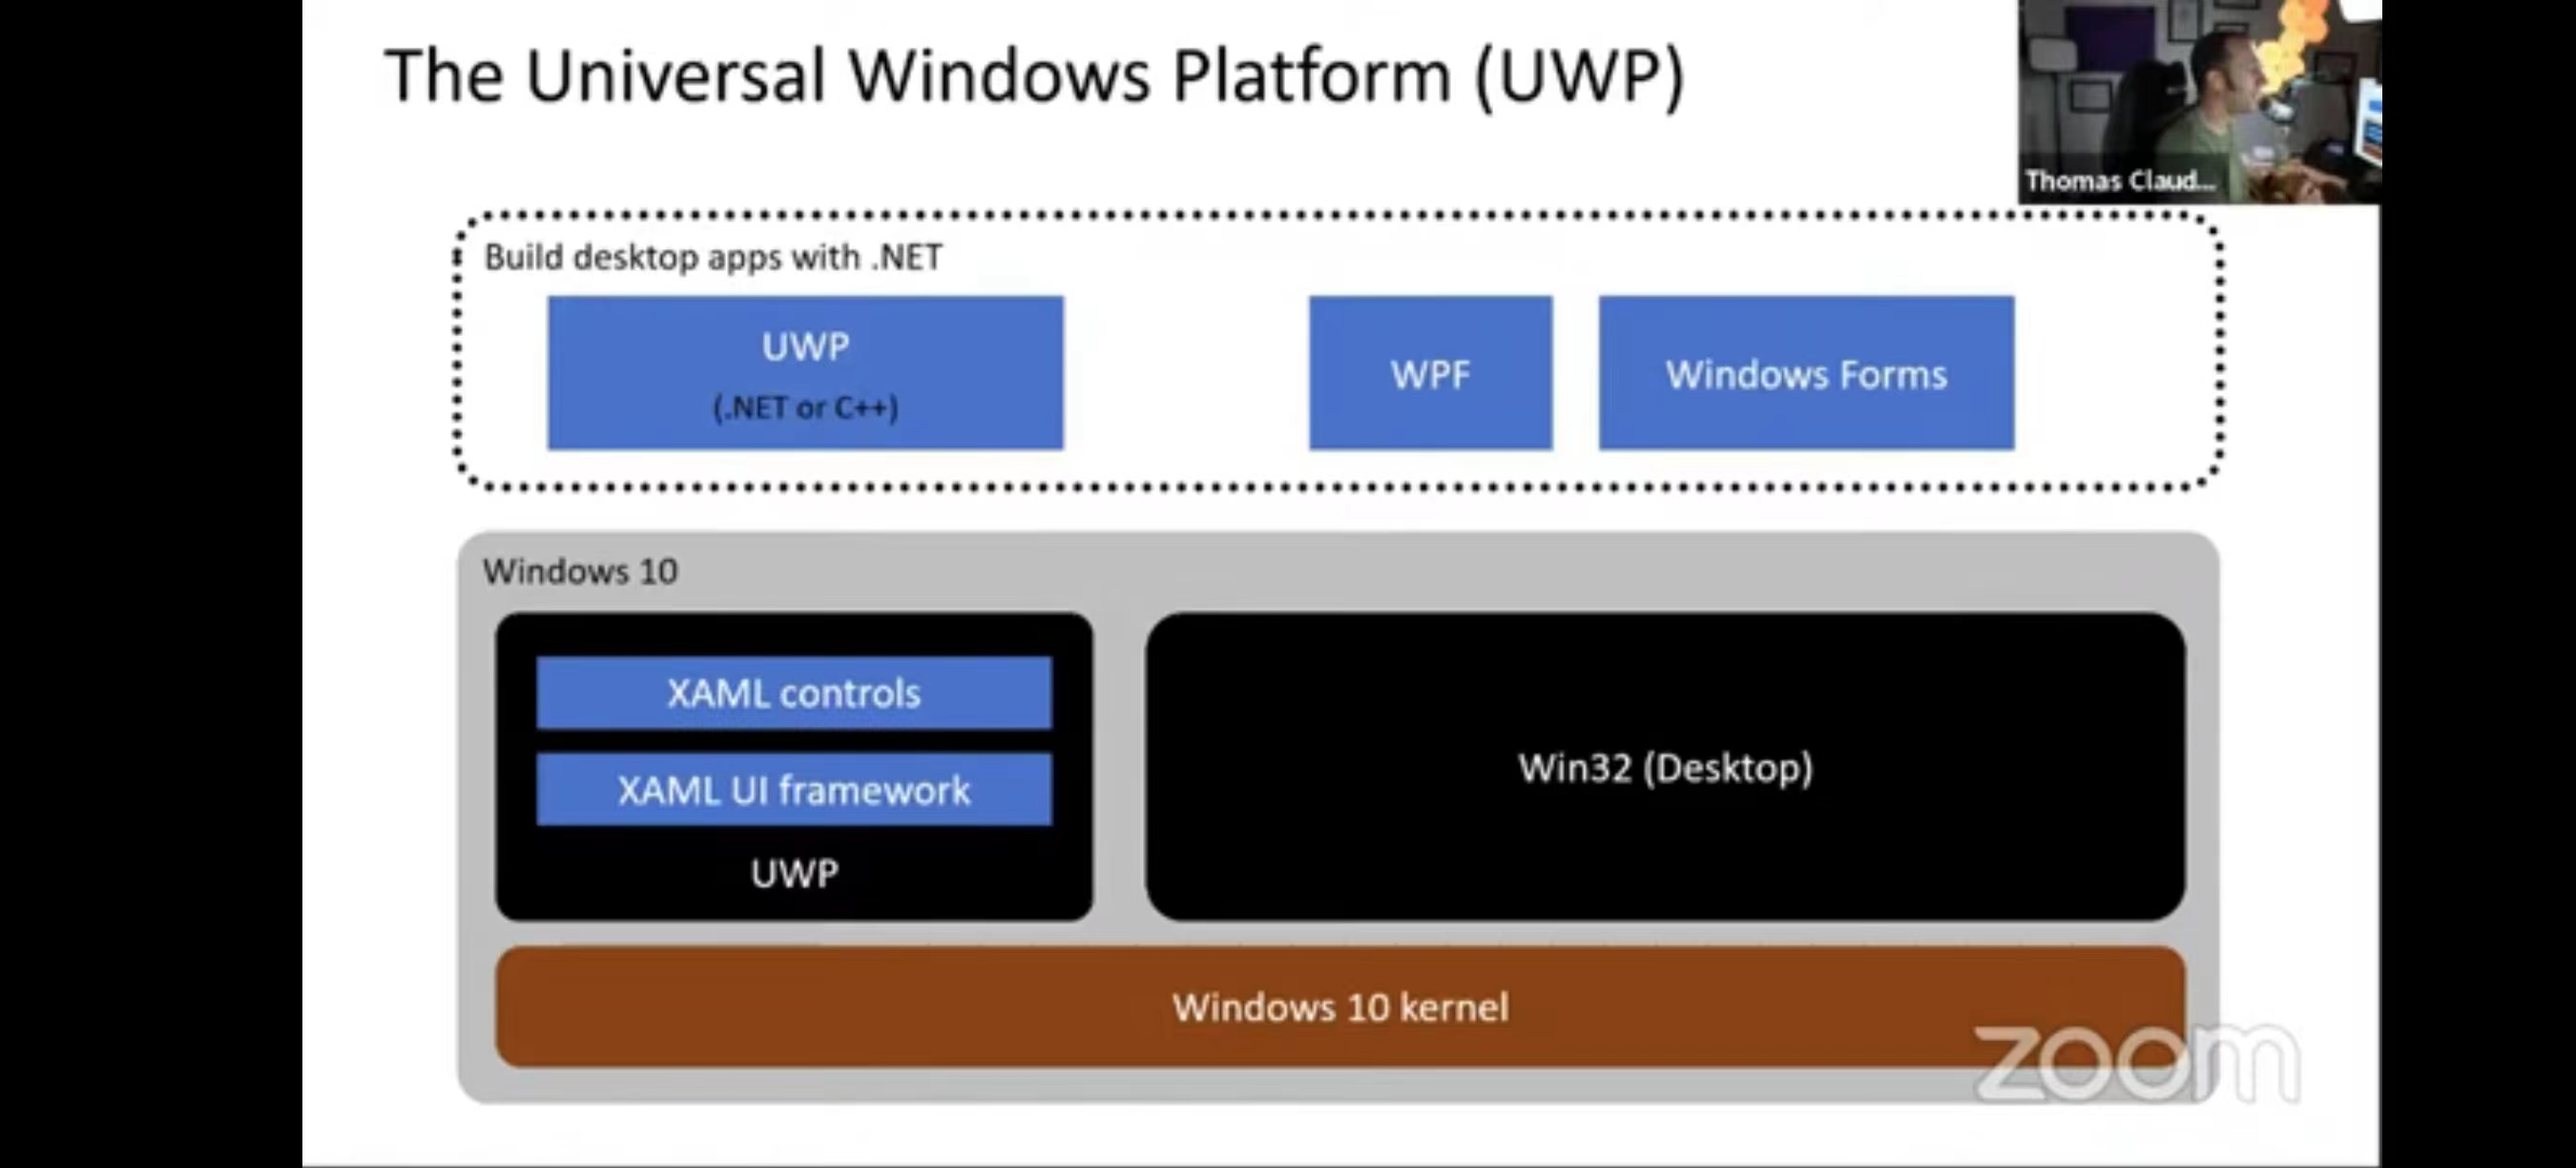 The Universal Windows Platform (UWP)
Thomas Claud...
Build desktop apps with .NET
UWP
(.NET or C++)
WPF
Windows Forms
Windows 10
XAML controls
XAML UI framework
UWP
Win32 (Desktop)
Windows 10 kernel
zoom